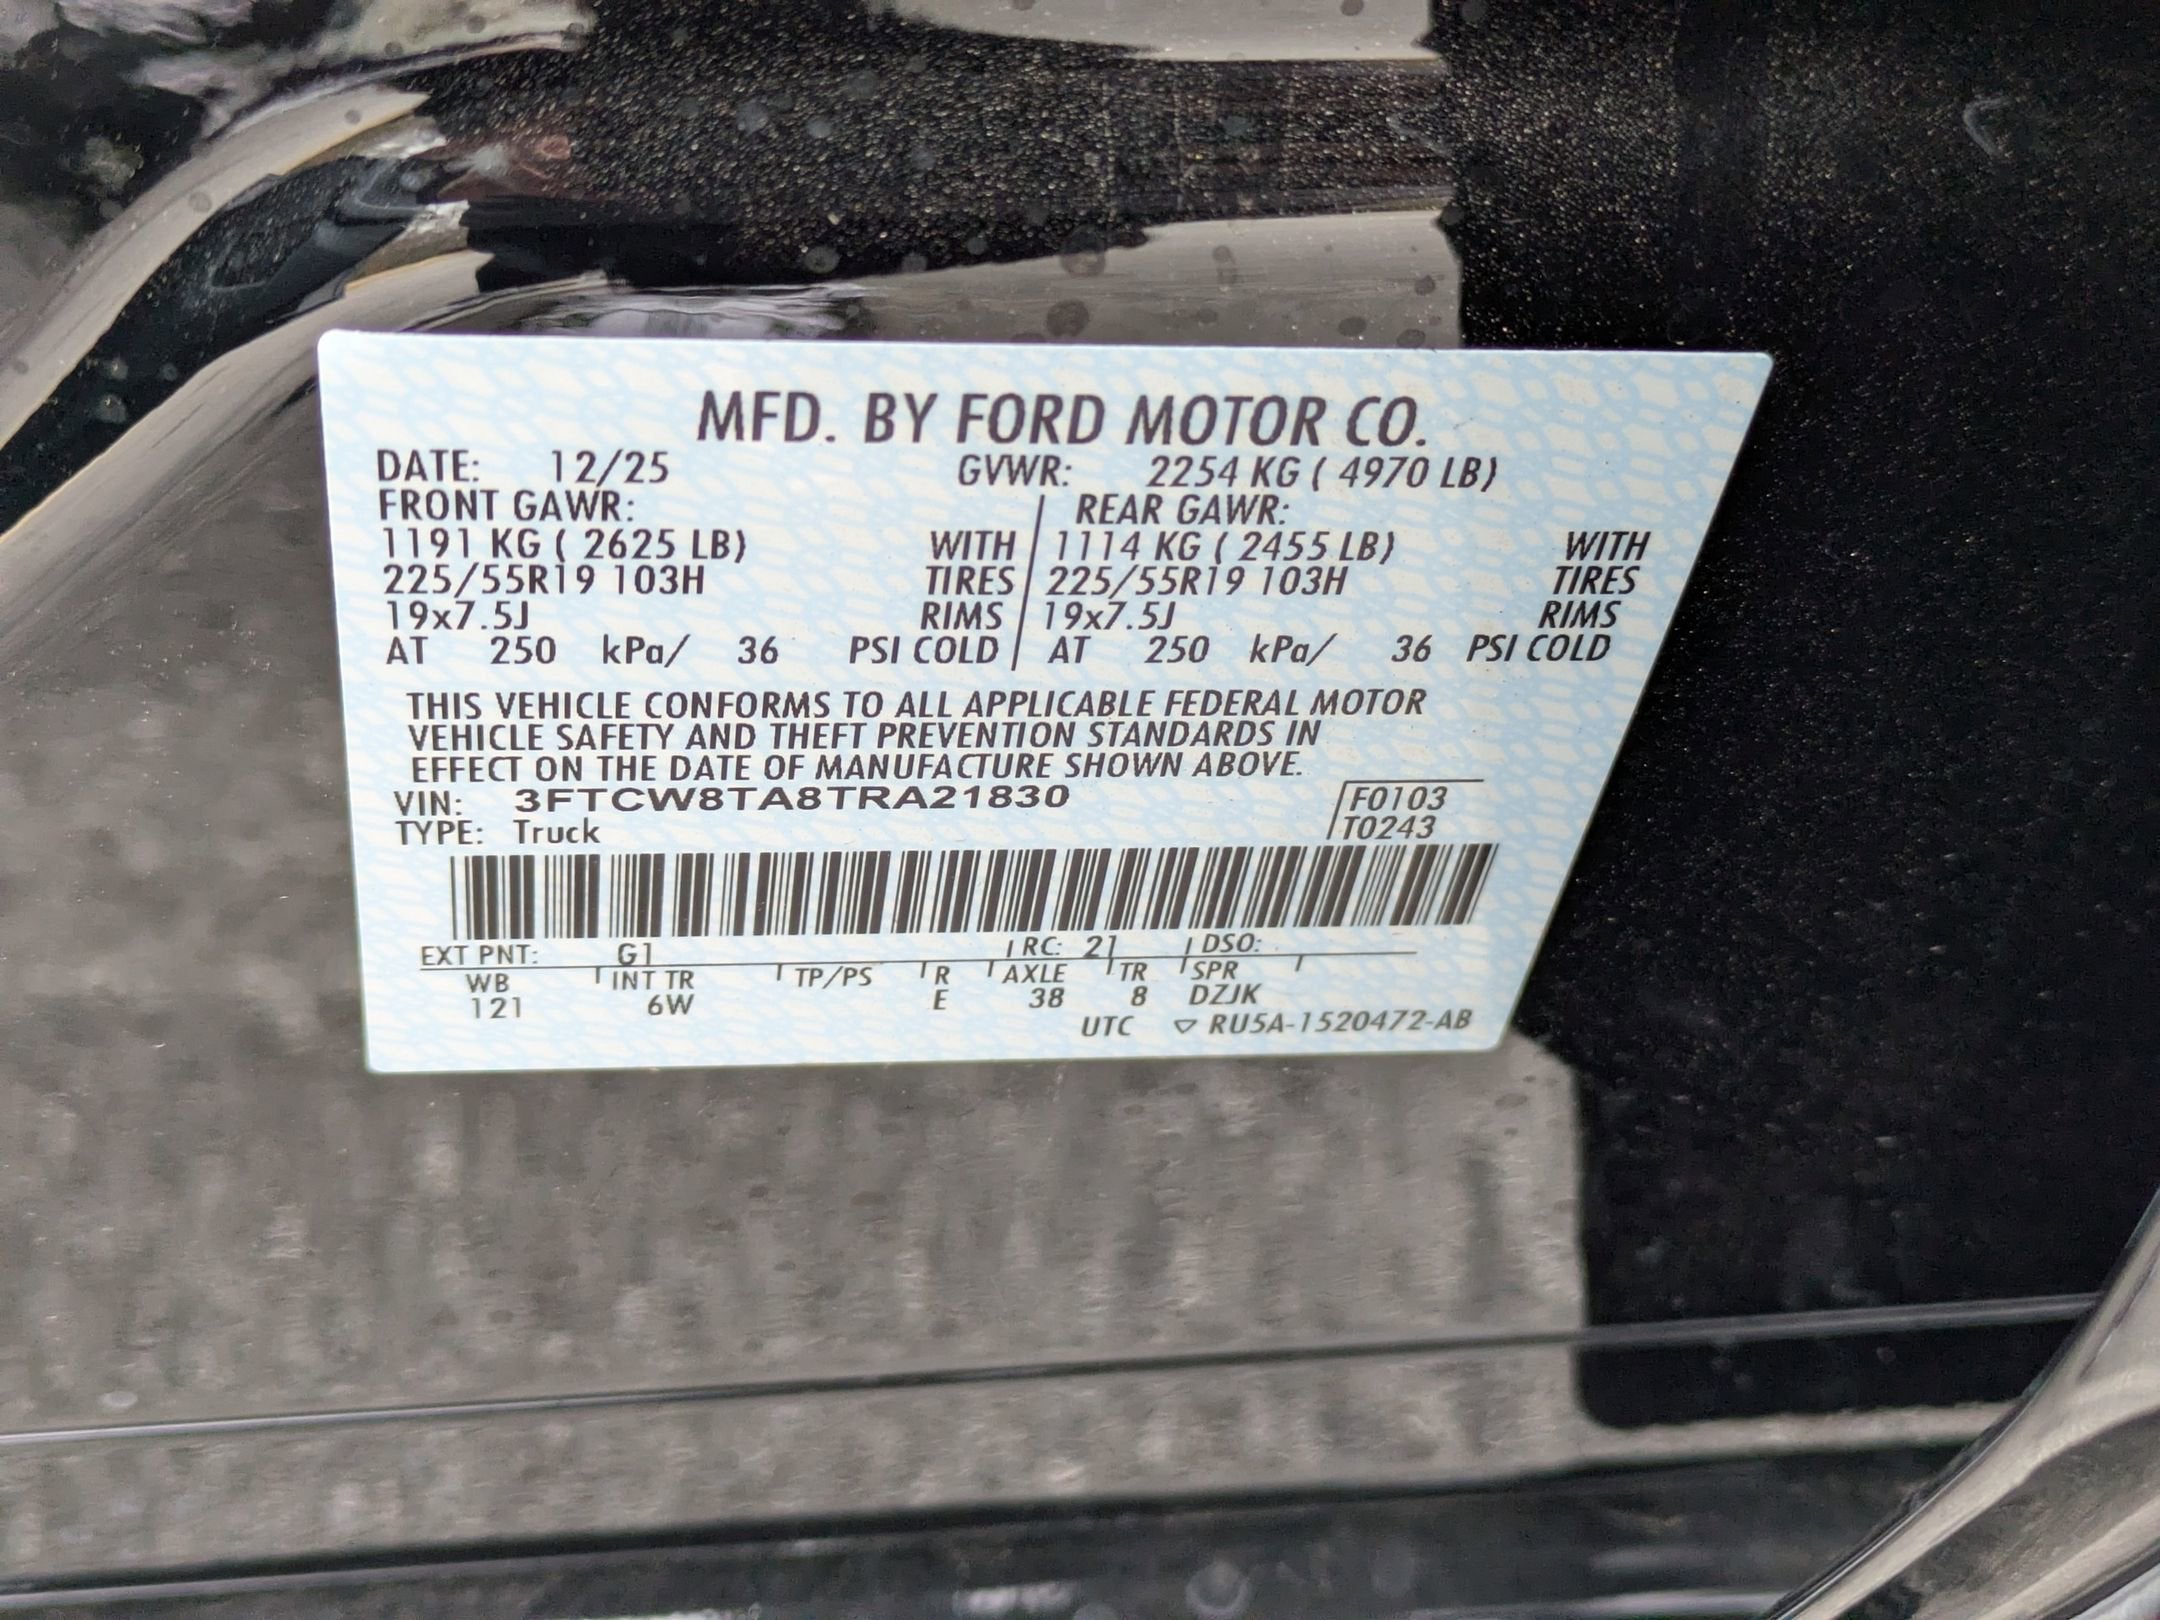 MFD. BY FORD MOTOR CO.
DATE: 12/25 GVWR: 2254 KG ( 4970 LB)
FRONT GAWR: REAR GAWR:
1191 KG ( 2625 LB) WITH 1114 KG ( 2455 LB) WITH
225/55R19 103H TIRES 225/55R19 103H TIRES
19x7.5J RIMS 19x7.5J RIMS
AT 250 kPa/ 36 PSI COLD AT 250 kPa/ 36 PSI COLD
THIS VEHICLE CONFORMS TO ALL APPLICABLE FEDERAL MOTOR
VEHICLE SAFETY AND THEFT PREVENTION STANDARDS IN
EFFECT ON THE DATE OF MANUFACTURE SHOWN ABOVE.
VIN: 3FTCW8TA8TRA21830 F0103
TYPE: Truck T0243
EXT PNT: G1 RC: 21 DSO:
WB INT TR TP/PS R AXLE TR SPR
121 6W E 38 8 DZJK
UTC ▽ RU5A-1520472-AB